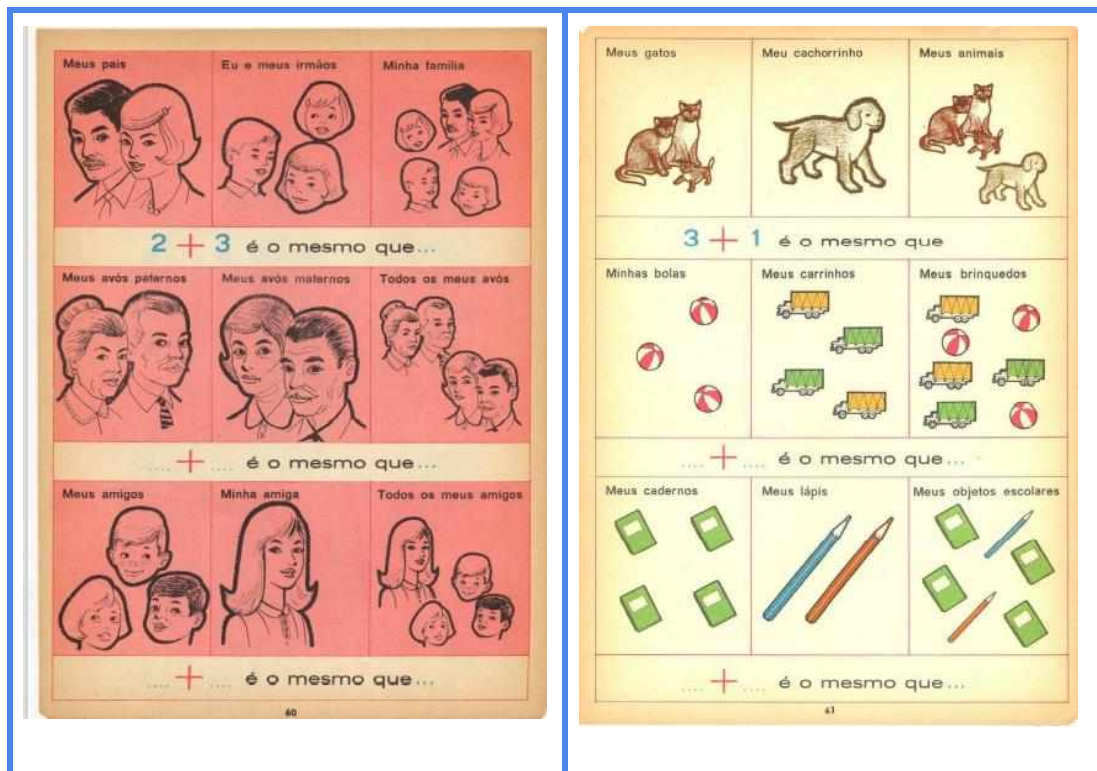 Meus pais Eu e meus irmãos Minha família
2 + 3 é o mesmo que...
Meus avós paternos Meus avós maternos Todos os meus avós
.... + .... é o mesmo que...
Meus amigos Minha amiga Todos os meus amigos
.... + .... é o mesmo que...
60
Meus gatos Meu cachorrinho Meus animais
3 + 1 é o mesmo que
Minhas bolas Meus carrinhos Meus brinquedos
.... + .... é o mesmo que...
Meus cadernos Meus lápis Meus objetos escolares
.... + .... é o mesmo que...
61